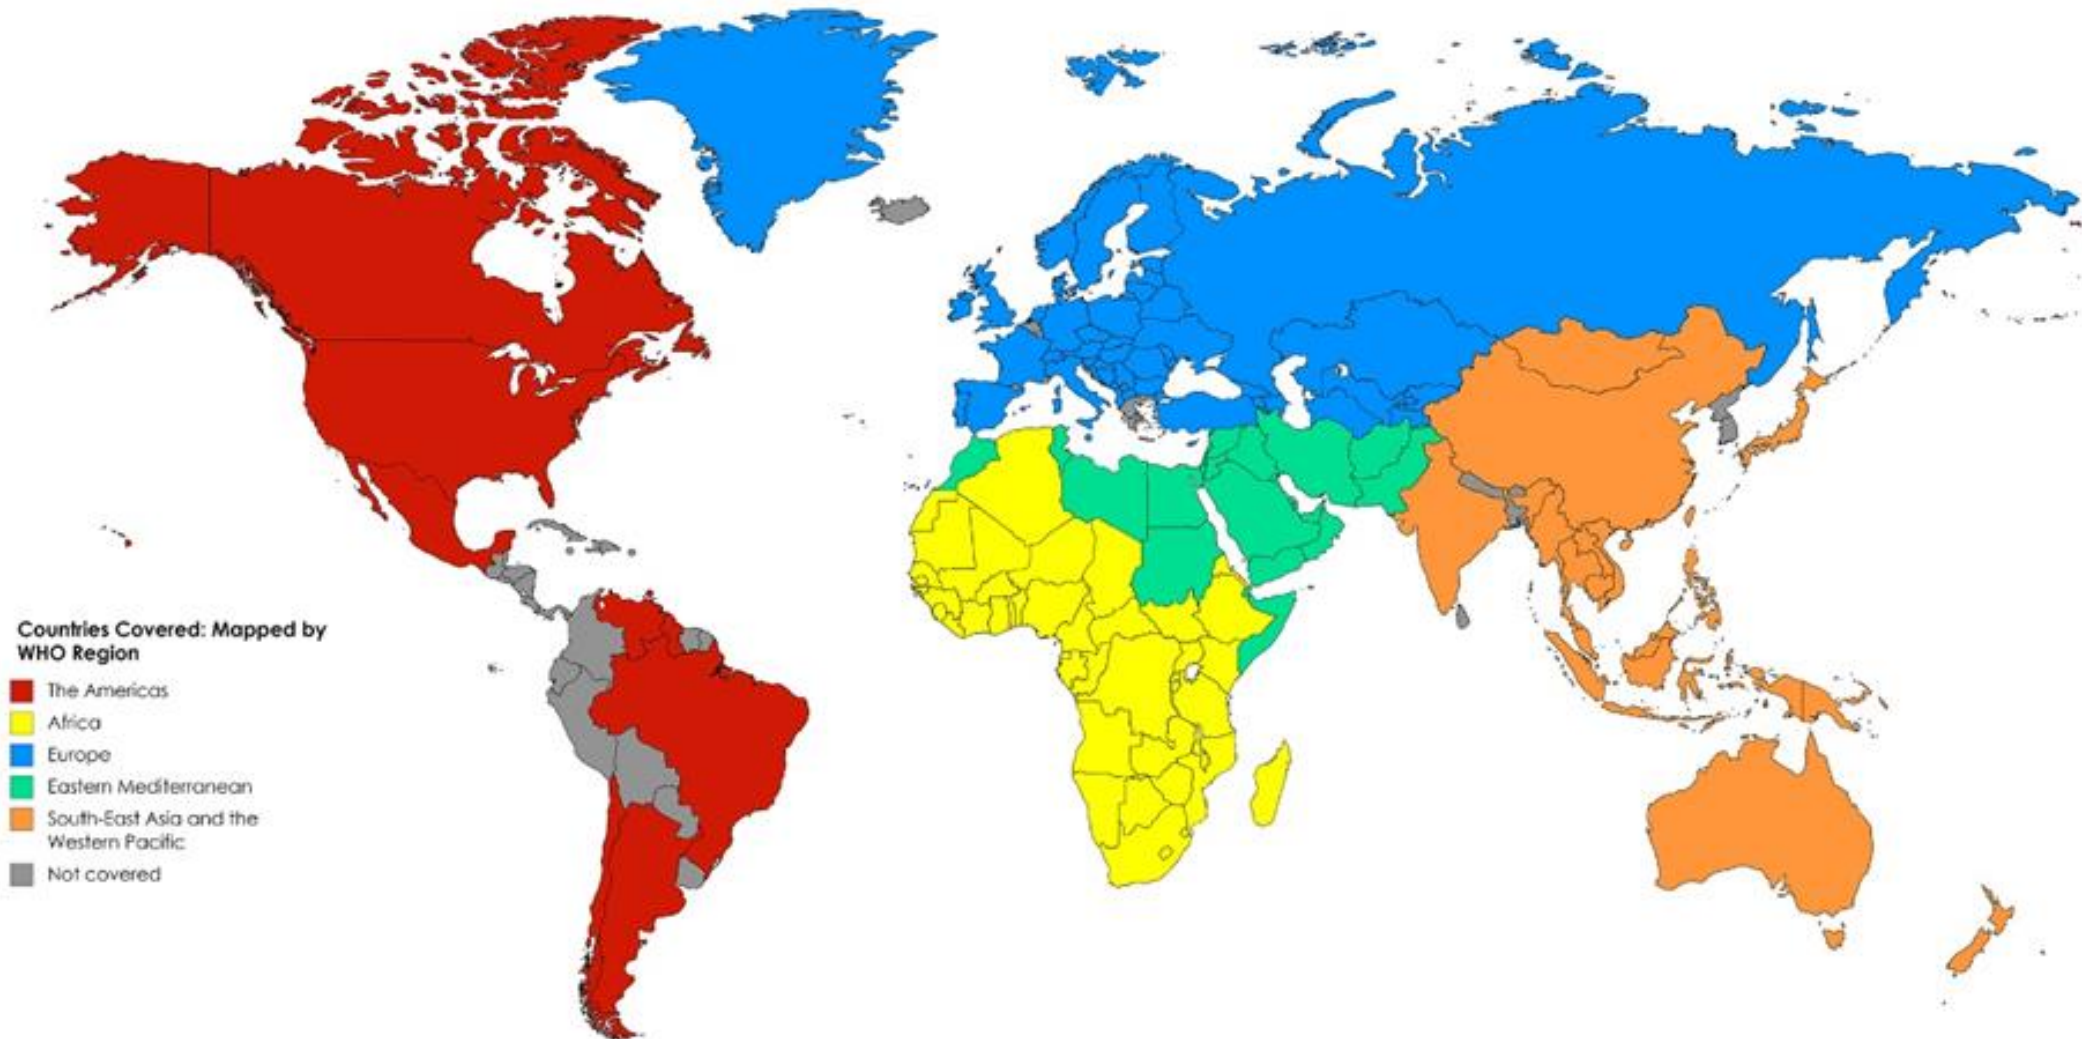 Countries Covered: Mapped by
WHO Region
The Americas
Africa
Europe
Eastern Mediterranean
South-East Asia and the
Western Pacific
Not covered